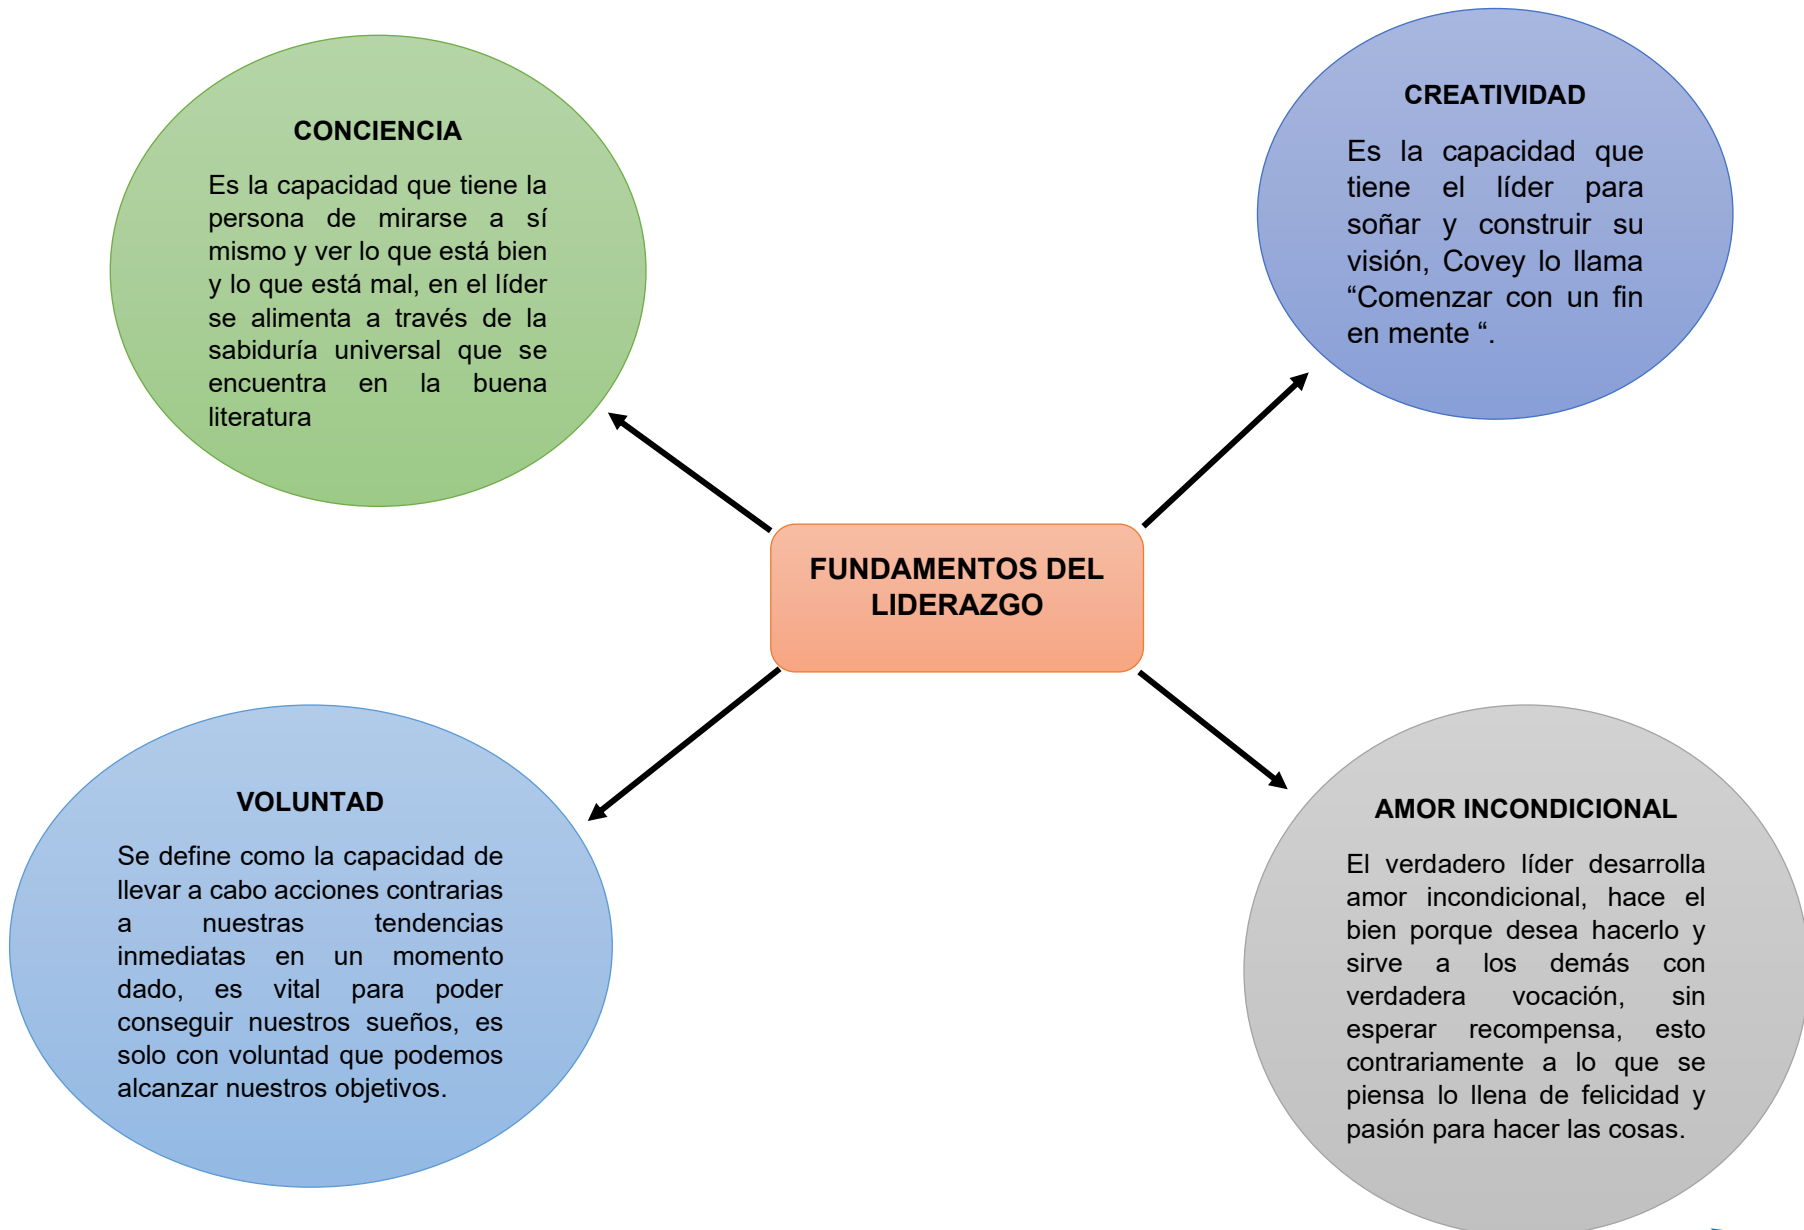 CONCIENCIA
Es la capacidad que tiene la
persona de mirarse a sí
mismo y ver lo que está bien
y lo que está mal, en el líder
se alimenta a través de la
sabiduría universal que se
encuentra en la buena
literatura
CREATIVIDAD
Es la capacidad que
tiene el líder para
soñar y construir su
visión, Covey lo llama
“Comenzar con un fin
en mente “.
FUNDAMENTOS DEL
LIDERAZGO
VOLUNTAD
Se define como la capacidad de
llevar a cabo acciones contrarias
a nuestras tendencias
inmediatas en un momento
dado, es vital para poder
conseguir nuestros sueños, es
solo con voluntad que podemos
alcanzar nuestros objetivos.
AMOR INCONDICIONAL
El verdadero líder desarrolla
amor incondicional, hace el
bien porque desea hacerlo y
sirve a los demás con
verdadera vocación, sin
esperar recompensa, esto
contrariamente a lo que se
piensa lo llena de felicidad y
pasión para hacer las cosas.